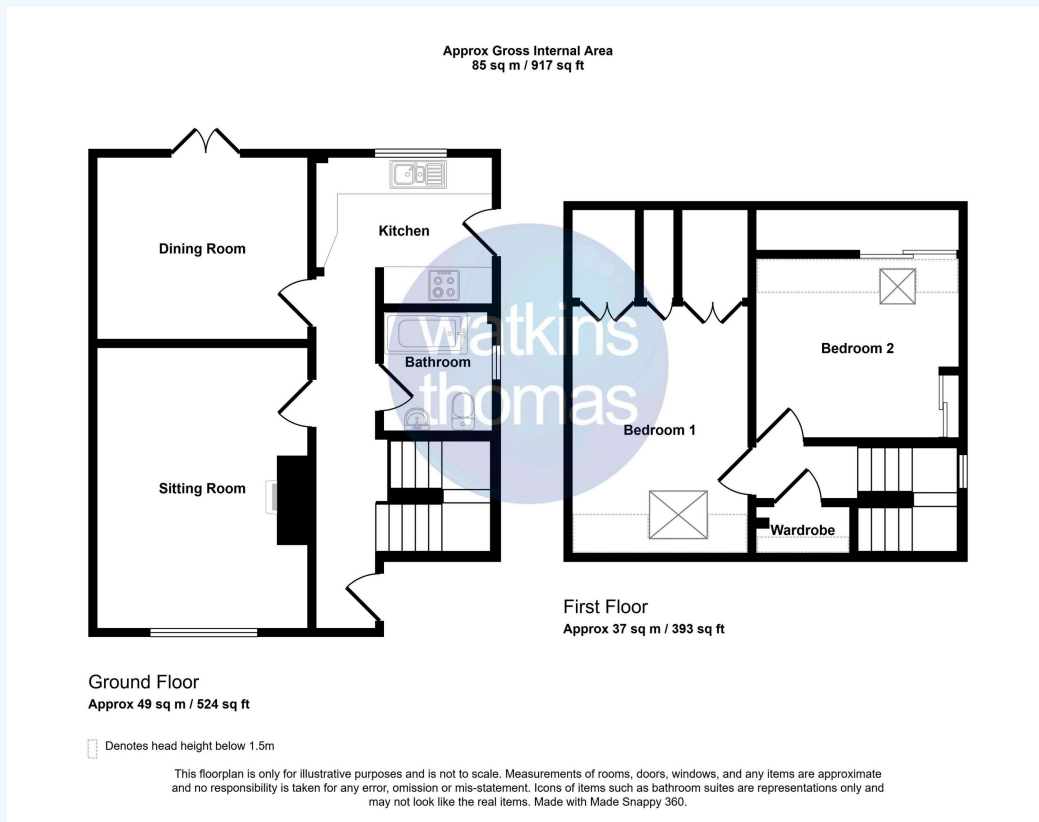 Approx Gross Internal Area
85 sq m / 917 sq ft
Dining Room
Kitchen
watkins
thomas
Bathroom
Sitting Room
Bedroom 2
Bedroom 1
Wardrobe
First Floor
Approx 37 sq m / 393 sq ft
Ground Floor
Approx 49 sq m / 524 sq ft
Denotes head height below 1.5m
This floorplan is only for illustrative purposes and is not to scale. Measurements of rooms, doors, windows, and any items are approximate
and no responsibility is taken for any error, omission or mis-statement. Icons of items such as bathroom suites are representations only and
may not look like the real items. Made with Made Snappy 360.